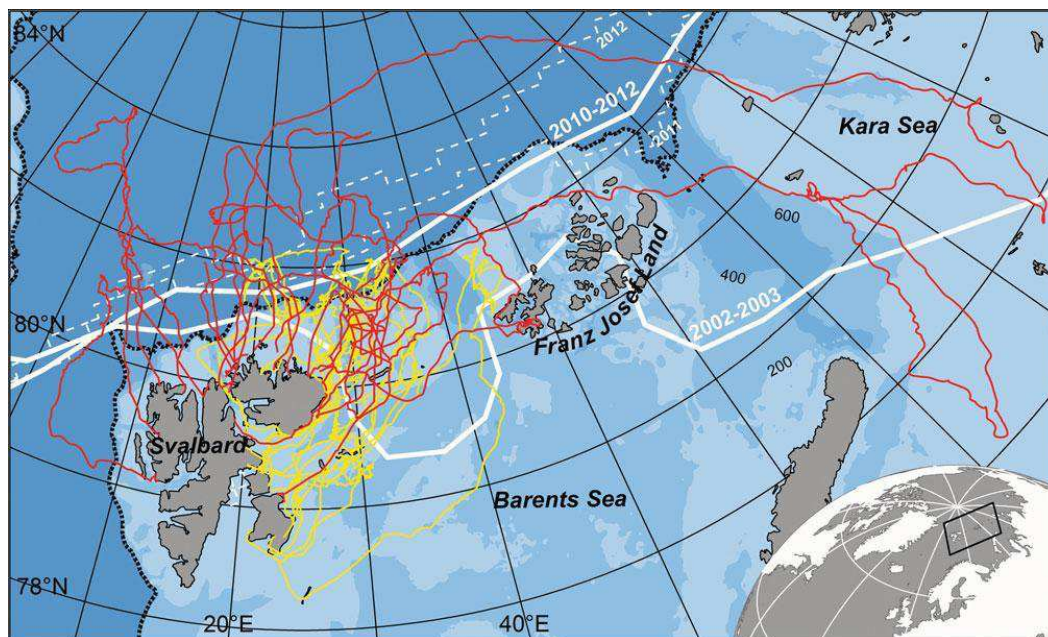 84°N
2012
2010-2012
2011
Kara Sea
600
400
Franz Josef Land
2002-2003
80°N
200
Svalbard
Barents Sea
78°N
20°E
40°E